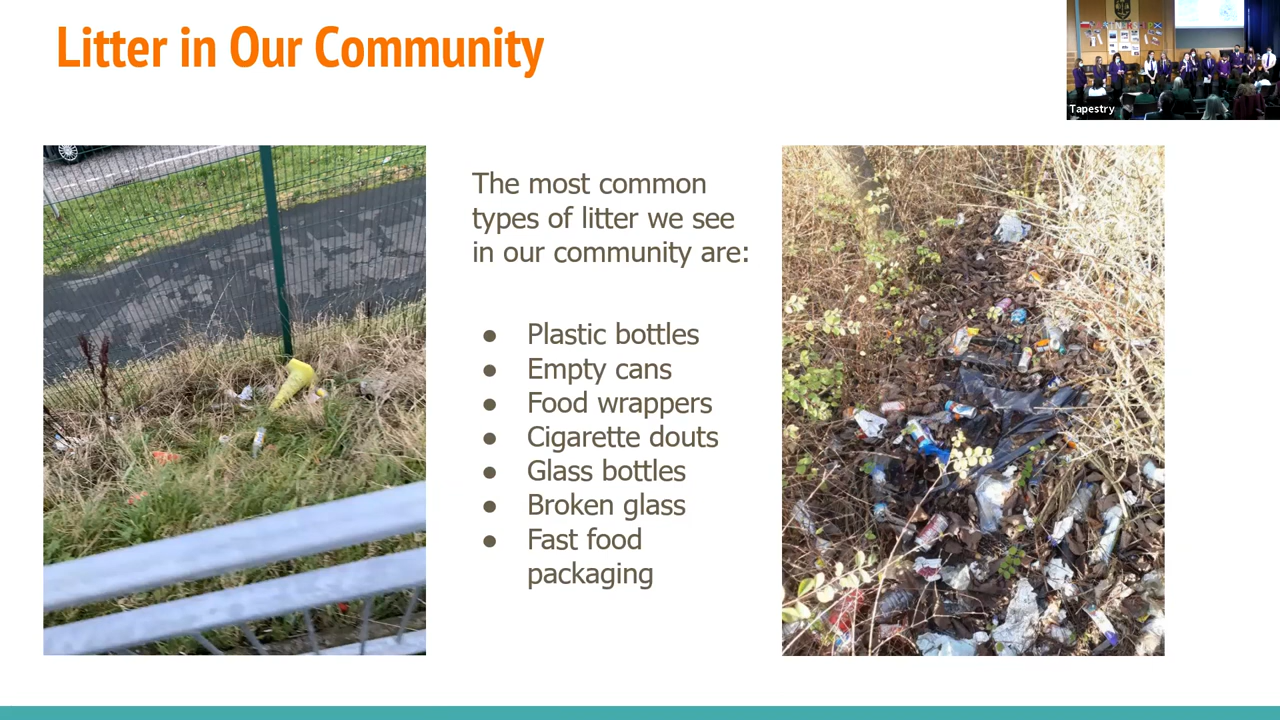 Litter in Our Community
Tapestry
The most common
types of litter we see
in our community are:
● Plastic bottles
● Empty cans
● Food wrappers
● Cigarette douts
● Glass bottles
● Broken glass
● Fast food
packaging